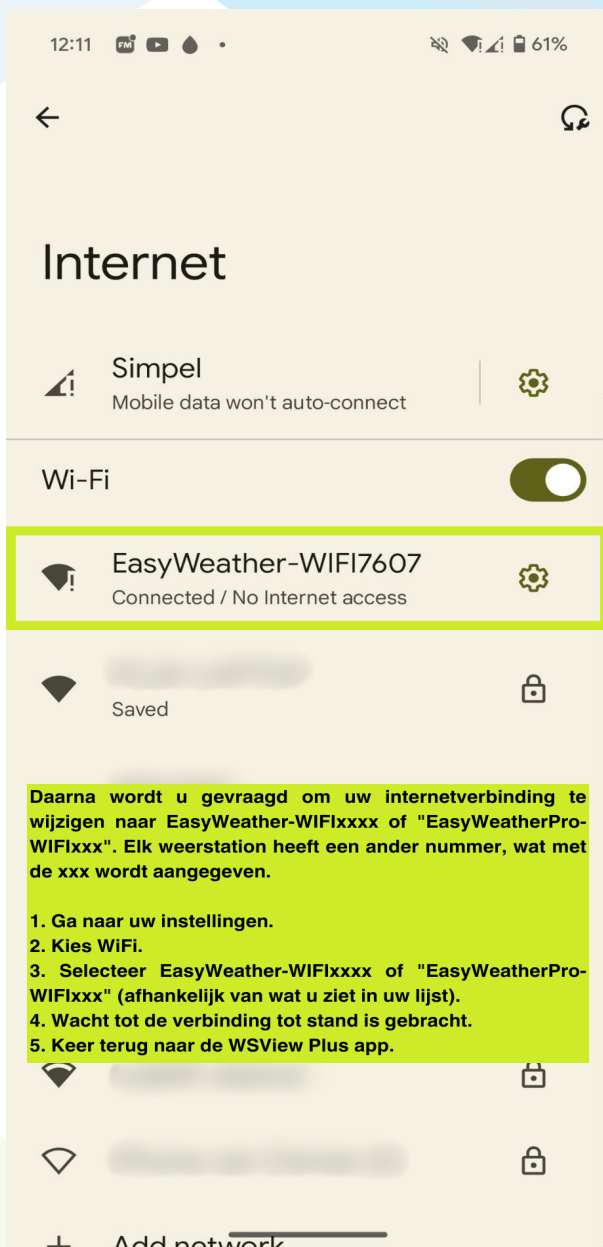 12:11 FM 61%
Internet
Simpel
Mobile data won't auto-connect
Wi-Fi
EasyWeather-WIFI7607
Connected / No Internet access
Saved
Daarna wordt u gevraagd om uw internetverbinding te
wijzigen naar EasyWeather-WIFIxxxx of "EasyWeatherPro-
WIFIxxx". Elk weerstation heeft een ander nummer, wat met
de xxx wordt aangegeven.
1. Ga naar uw instellingen.
2. Kies WiFi.
3. Selecteer EasyWeather-WIFIxxxx of "EasyWeatherPro-
WIFIxxx" (afhankelijk van wat u ziet in uw lijst).
4. Wacht tot de verbinding tot stand is gebracht.
5. Keer terug naar de WSView Plus app.
Add network